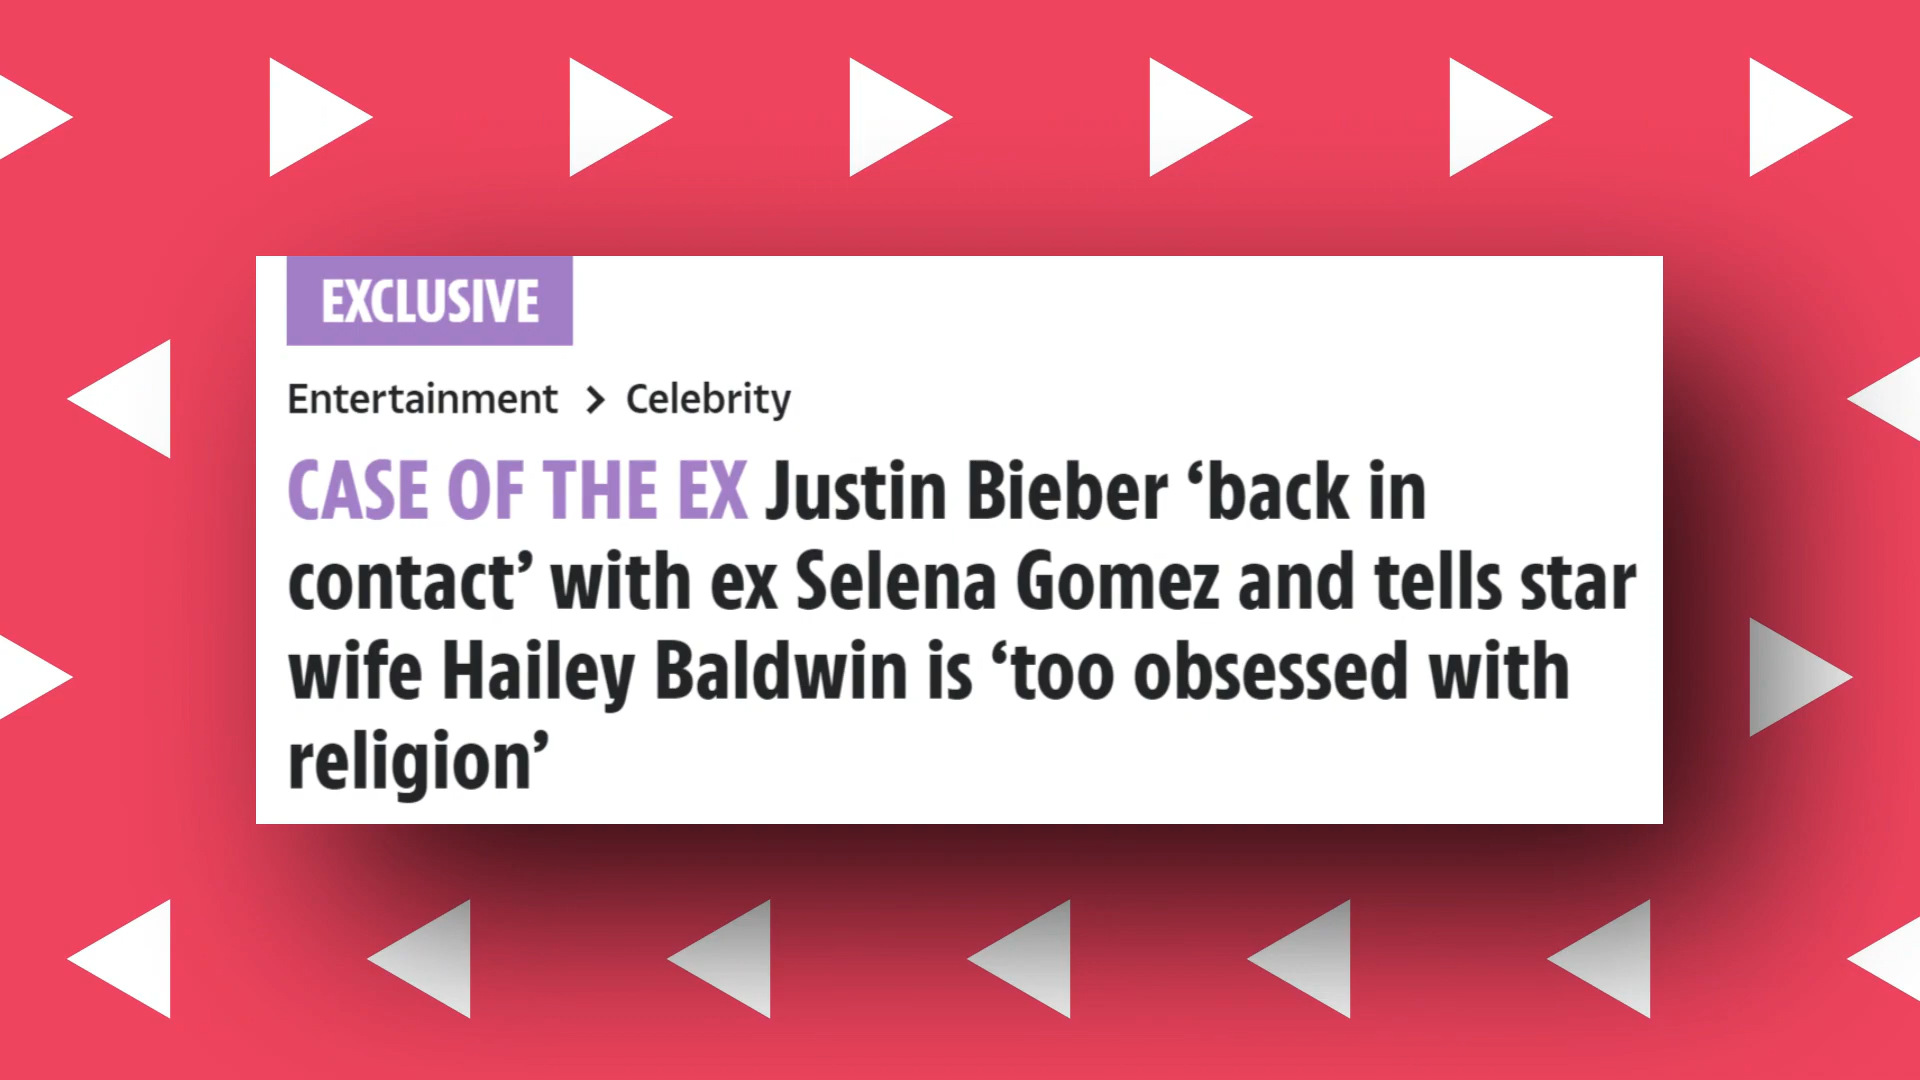 EXCLUSIVE
Entertainment > Celebrity
CASE OF THE EX Justin Bieber ‘back in
contact’ with ex Selena Gomez and tells star
wife Hailey Baldwin is ‘too obsessed with
religion’